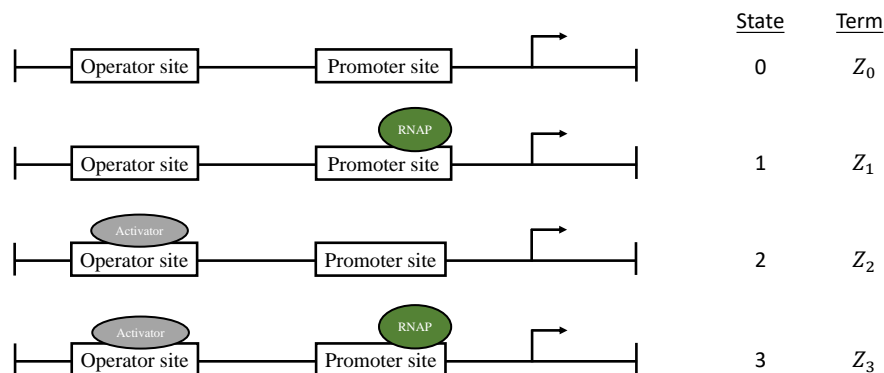 State Term
Operator site Promoter site 0 Z₀
RNAP
Operator site Promoter site 1 Z₁
Activator
Operator site Promoter site 2 Z₂
Activator RNAP
Operator site Promoter site 3 Z₃